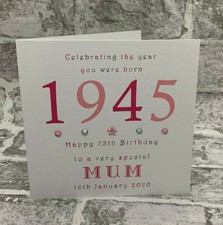 Celebrating the year
you were born
1945
Happy 75th Birthday
to a very special
MUM
16th January 2020